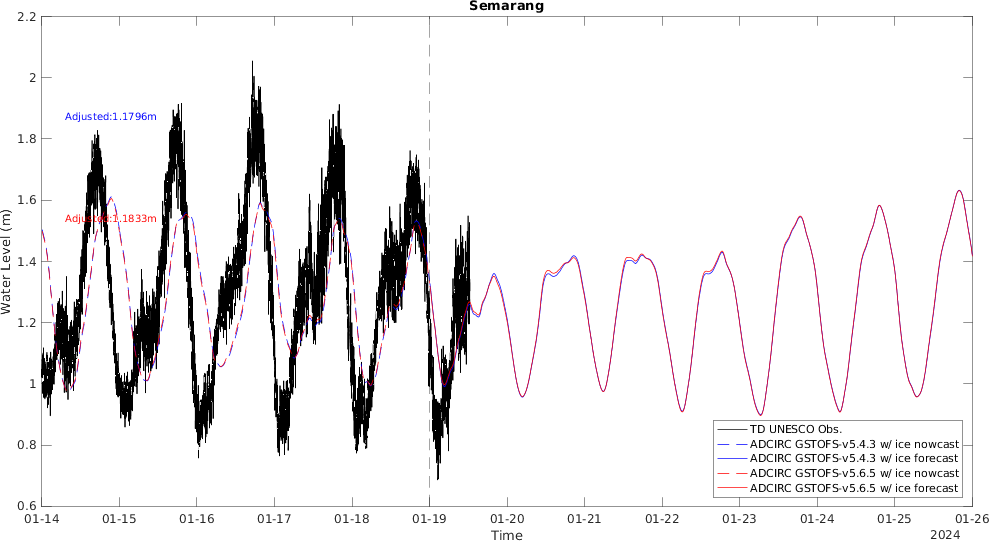 Semarang
2.2
2
1.8
1.6
1.4
1.2
1
0.8
0.6
Water Level (m)
Adjusted:1.1796m
Adjusted:1.1833m
TD UNESCO Obs.
ADCIRC GSTOFS-v5.4.3 w/ ice nowcast
ADCIRC GSTOFS-v5.4.3 w/ ice forecast
ADCIRC GSTOFS-v5.6.5 w/ ice nowcast
ADCIRC GSTOFS-v5.6.5 w/ ice forecast
01-14 01-15 01-16 01-17 01-18 01-19 01-20 01-21 01-22 01-23 01-24 01-25 01-26
Time
2024